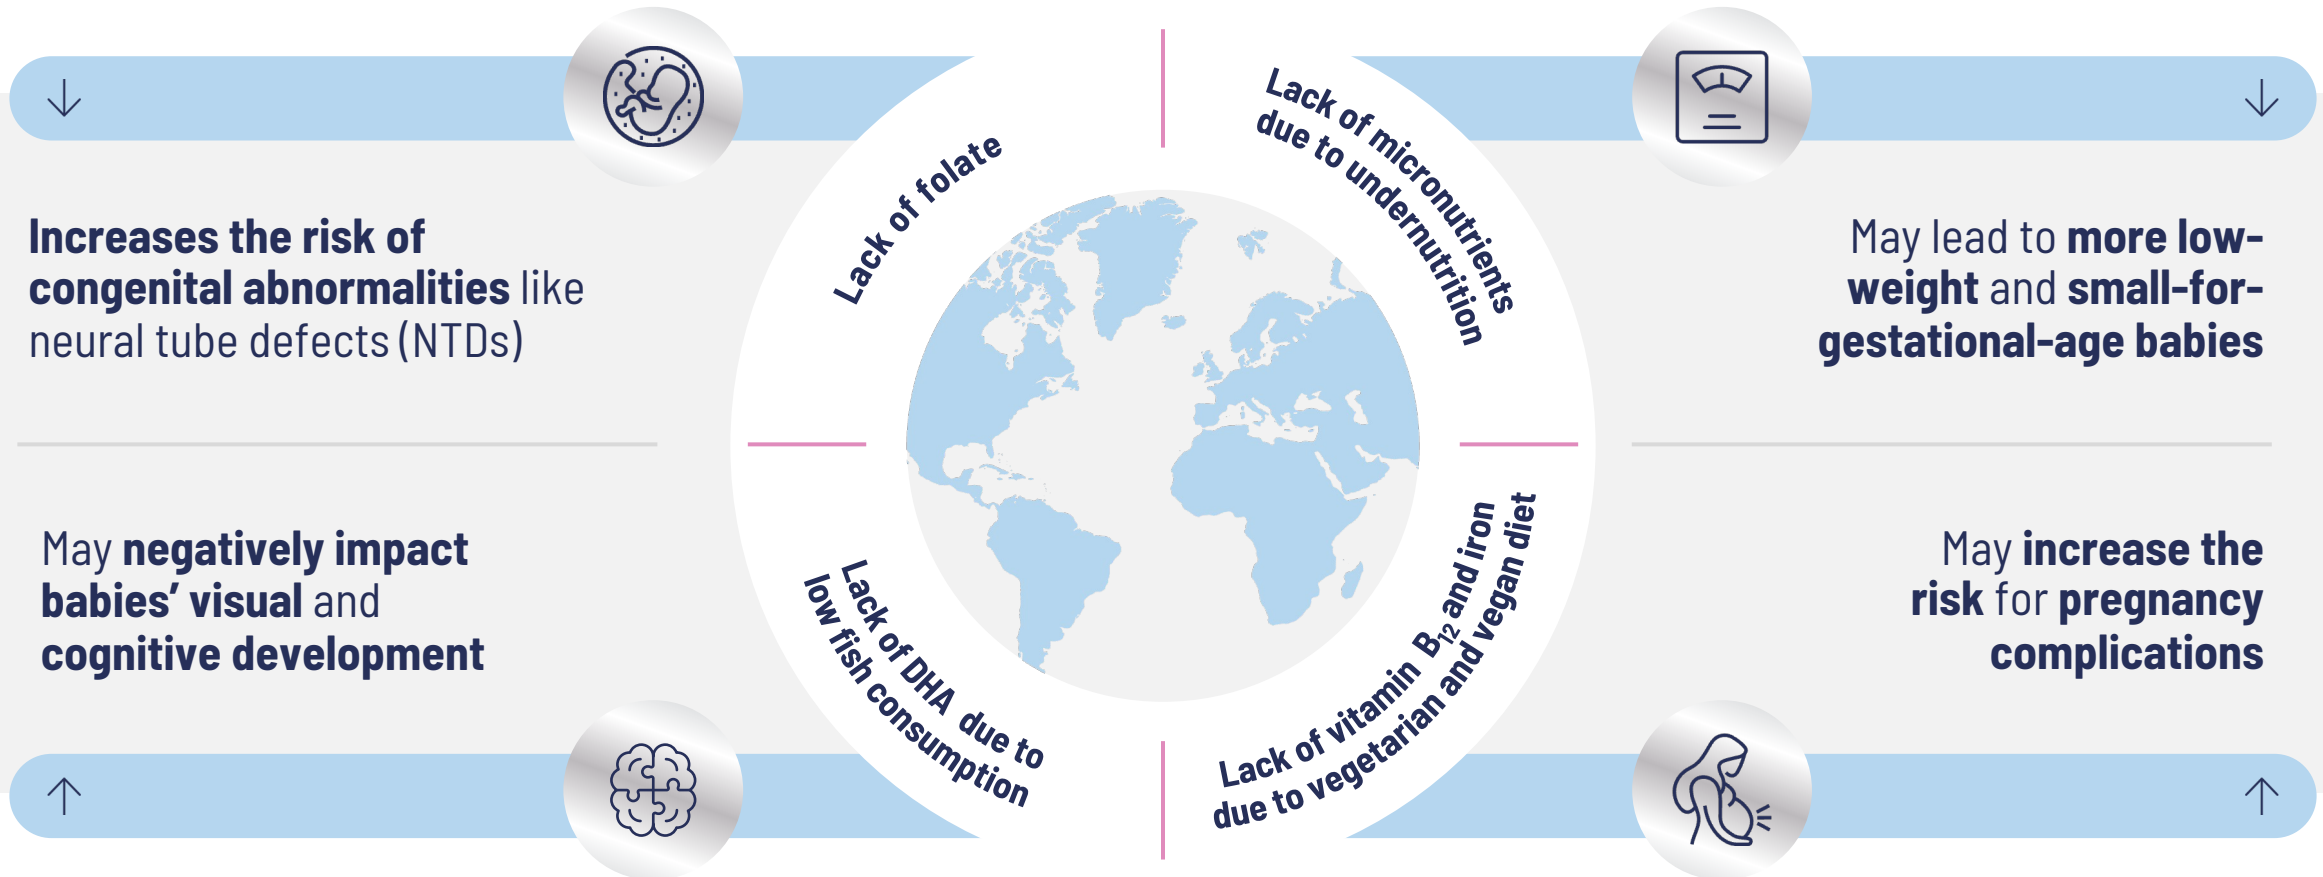 Lack of folate
Increases the risk of
congenital abnormalities like
neural tube defects (NTDs)
Lack of micronutrients
due to undernutrition
May lead to more low-
weight and small-for-
gestational-age babies
Lack of DHA due to
low fish consumption
May negatively impact
babies’ visual and
cognitive development
Lack of vitamin B₁₂ and iron
due to vegetarian and vegan diet
May increase the
risk for pregnancy
complications